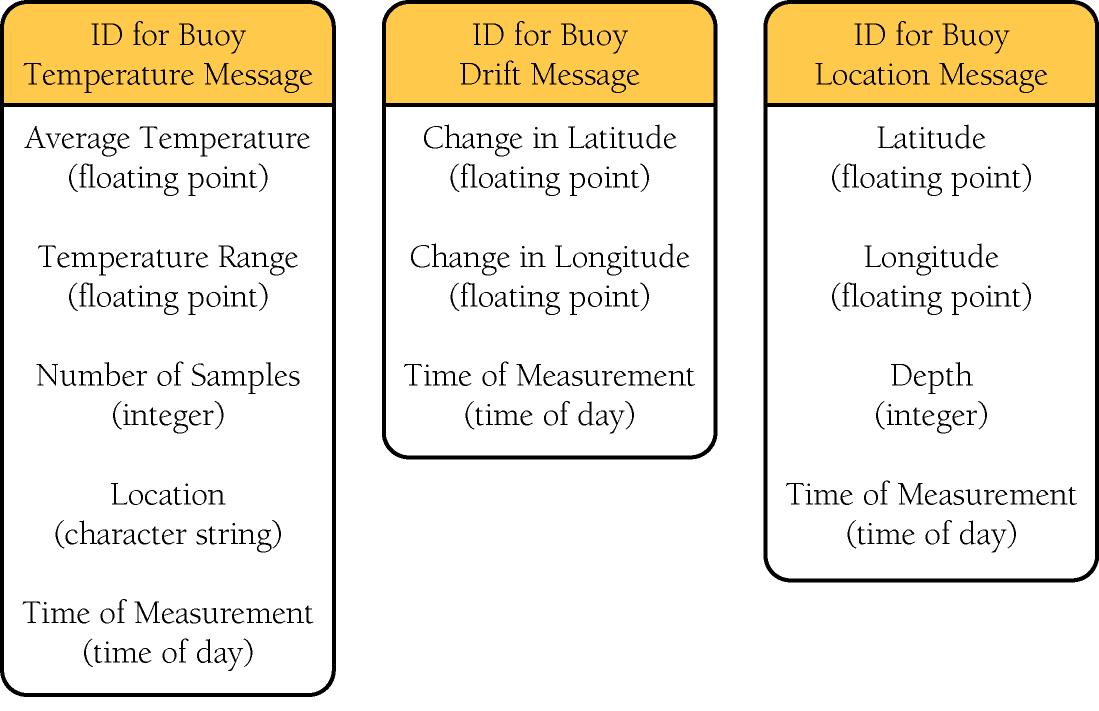 ID for Buoy
Temperature Message
Average Temperature
(floating point)
Temperature Range
(floating point)
Number of Samples
(integer)
Location
(character string)
Time of Measurement
(time of day)
ID for Buoy
Drift Message
Change in Latitude
(floating point)
Change in Longitude
(floating point)
Time of Measurement
(time of day)
ID for Buoy
Location Message
Latitude
(floating point)
Longitude
(floating point)
Depth
(integer)
Time of Measurement
(time of day)